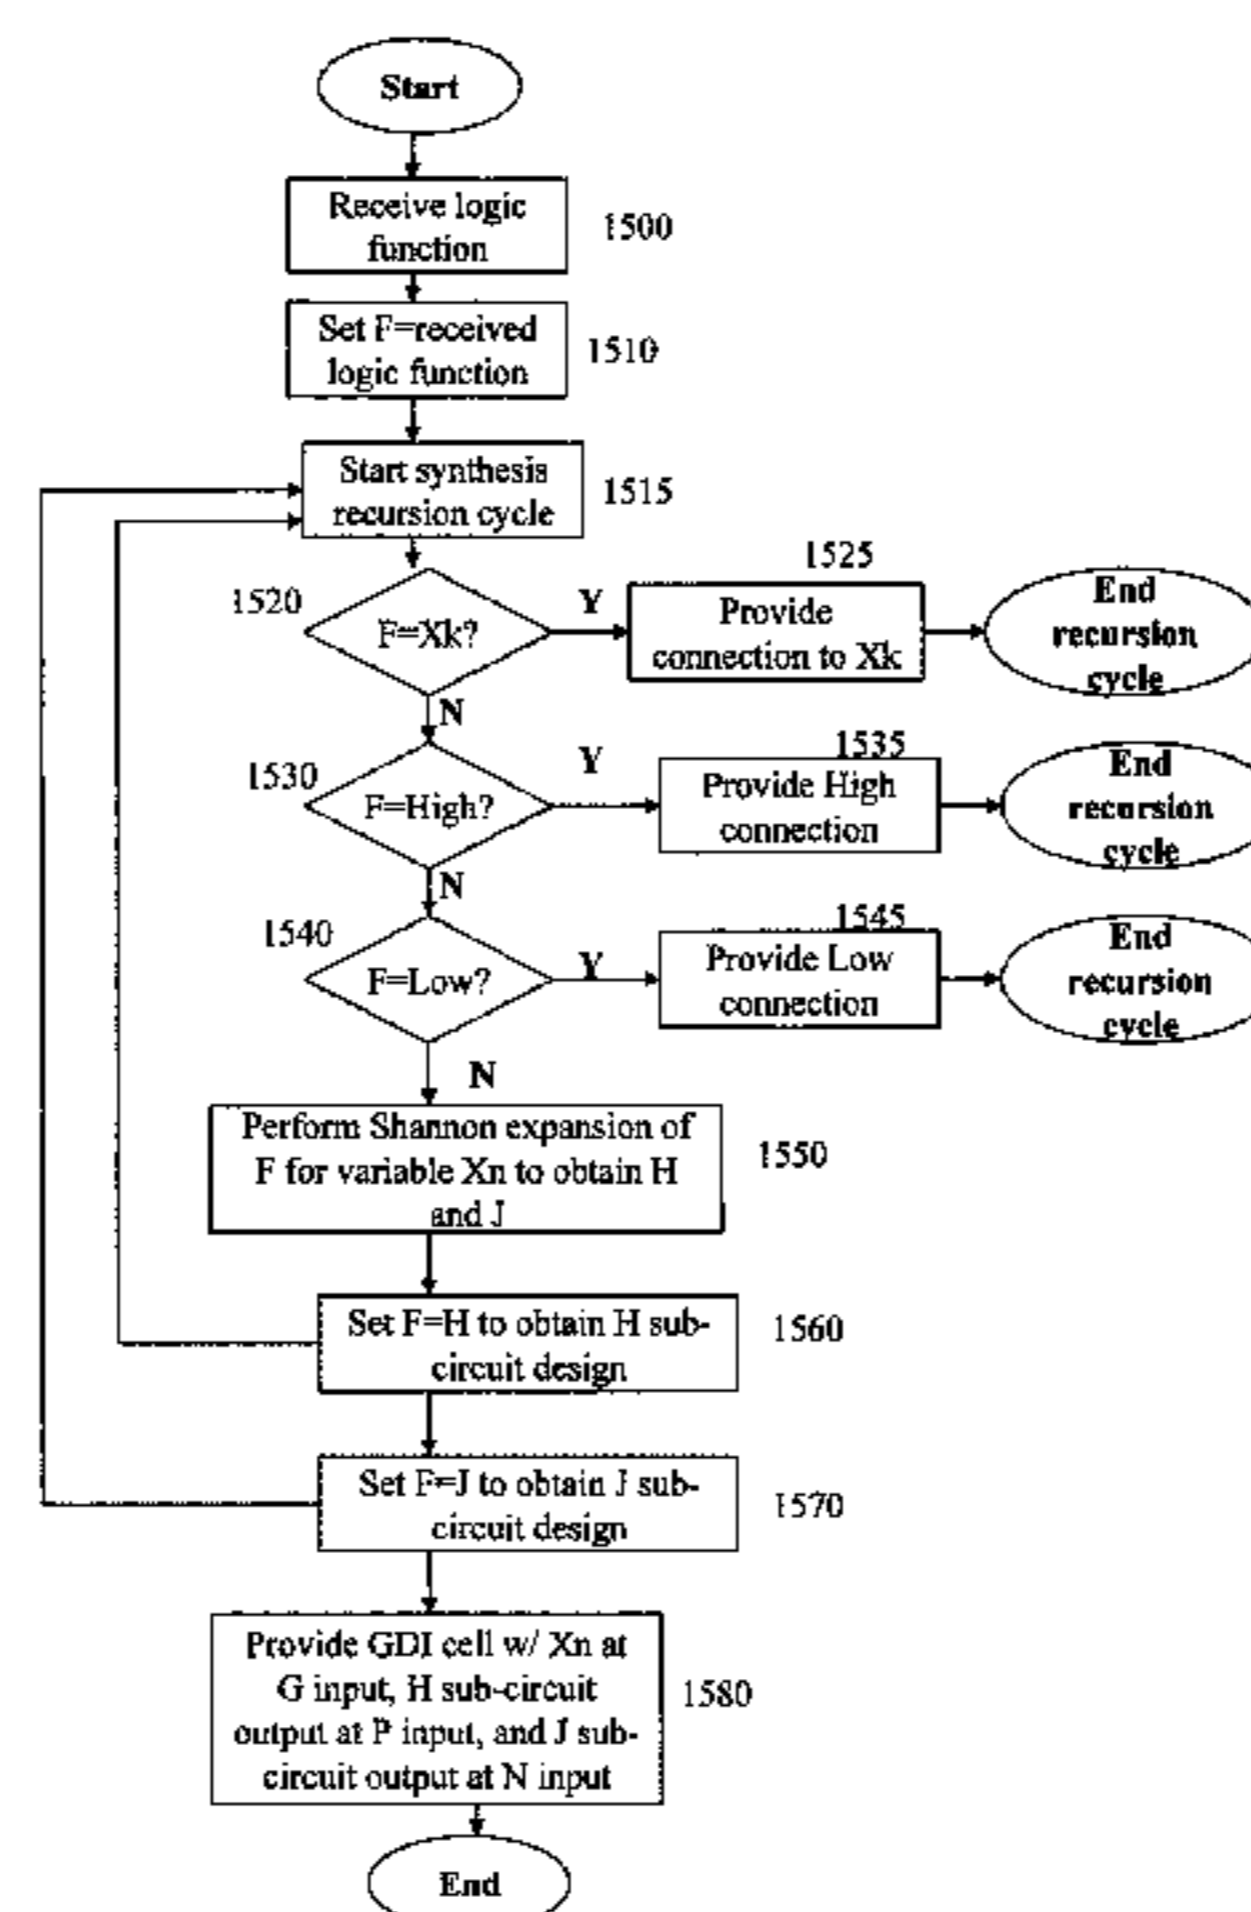 Start
Receive logic
function
1500
Set F=received
logic function
1510
Start synthesis
recursion cycle
1515
1520
F=Xk?
Y
1525
Provide
connection to Xk
End
recursion
cycle
N
1530
F=High?
Y
1535
Provide High
connection
End
recursion
cycle
N
1540
F=Low?
Y
1545
Provide Low
connection
End
recursion
cycle
N
Perform Shannon expansion of
F for variable Xn to obtain H
and J
1550
Set F=H to obtain H sub-
circuit design
1560
Set F=J to obtain J sub-
circuit design
1570
Provide GDI cell w/ Xn at
G input, H sub-circuit
output at P input, and J sub-
circuit output at N input
1580
End